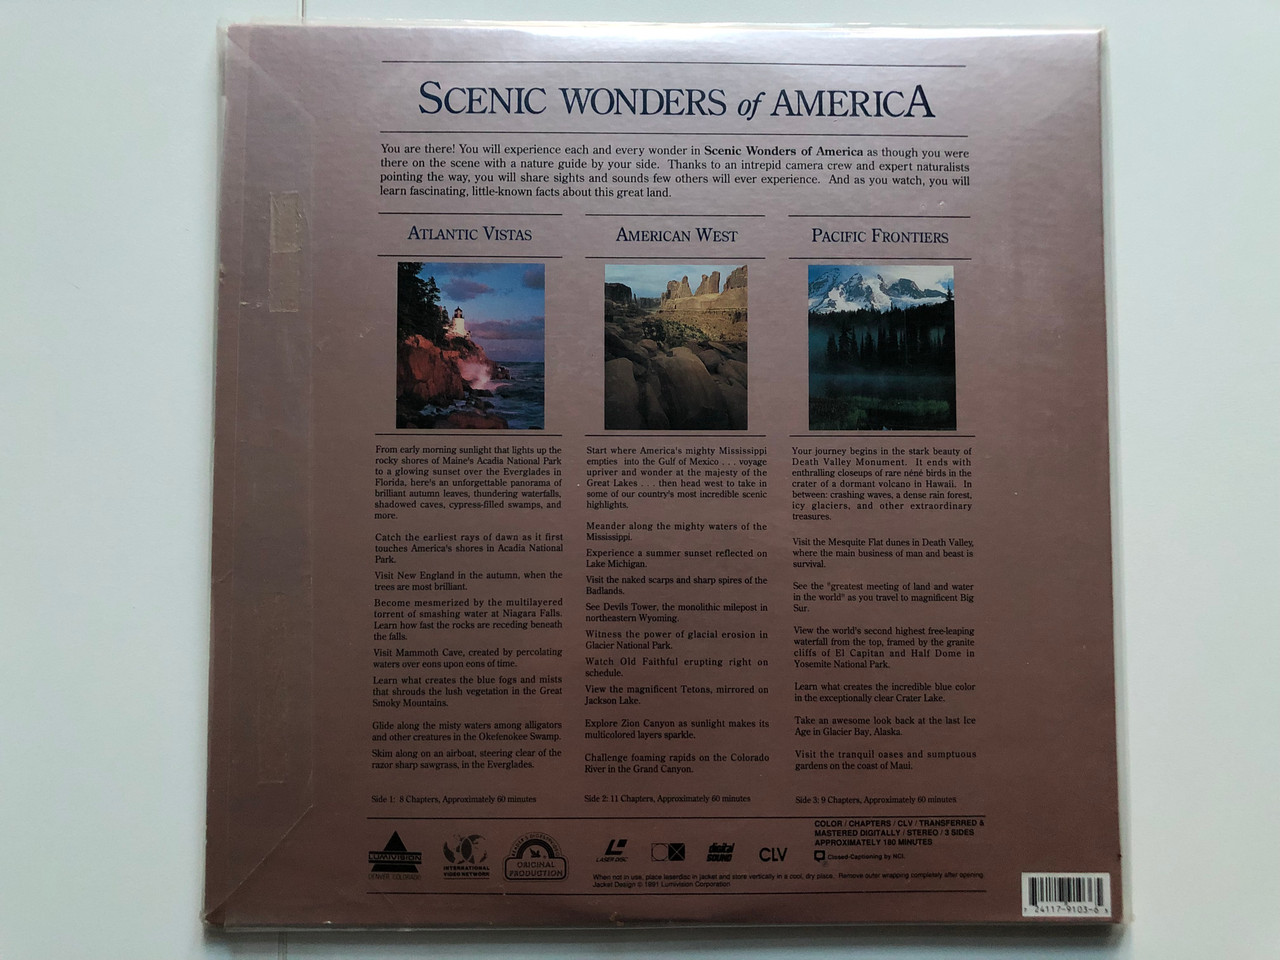 SCENIC WONDERS of AMERICA
You are there! You will experience each and every wonder in Scenic Wonders of America as though you were
there on the scene with a nature guide by your side. Thanks to an intrepid camera crew and expert naturalists
pointing the way, you will share sights and sounds few others will ever experience. And as you watch, you will
learn fascinating, little-known facts about this great land.
ATLANTIC VISTAS
From early morning sunlight that lights up the
rocky shores of Maine's Acadia National Park
to a glowing sunset over the Everglades in
Florida, here's an unforgettable panorama of
brilliant autumn leaves, thundering waterfalls,
shadowed caves, cypress-filled swamps, and
more.
Catch the earliest rays of dawn as it first
touches America's shores in Acadia National
Park.
Visit New England in the autumn, when the
trees are most brilliant.
Become mesmerized by the multilayered
torrent of smashing water at Niagara Falls.
Learn how fast the rocks are receding beneath
the falls.
Visit Mammoth Cave, created by percolating
waters over eons upon eons of time.
Learn what creates the blue fogs and mists
that shrouds the lush vegetation in the Great
Smoky Mountains.
Glide along the misty waters among alligators
and other creatures in the Okefenokee Swamp.
Skim along on an airboat, steering clear of the
razor sharp sawgrass, in the Everglades.
Side 1: 8 Chapters, Approximately 60 minutes
AMERICAN WEST
Start where America's mighty Mississippi
empties into the Gulf of Mexico . . . voyage
upriver and wonder at the majesty of the
Great Lakes . . . then head west to take in
some of our country's most incredible scenic
highlights.
Meander along the mighty waters of the
Mississippi.
Experience a summer sunset reflected on
Lake Michigan.
Visit the naked scarps and sharp spires of the
Badlands.
See Devils Tower, the monolithic milepost in
northeastern Wyoming.
Witness the power of glacial erosion in
Glacier National Park.
Watch Old Faithful erupting right on
schedule.
View the magnificent Tetons, mirrored on
Jackson Lake.
Explore Zion Canyon as sunlight makes its
multicolored layers sparkle.
Challenge foaming rapids on the Colorado
River in the Grand Canyon.
Side 2: 11 Chapters, Approximately 60 minutes
PACIFIC FRONTIERS
Your journey begins in the stark beauty of
Death Valley Monument. It ends with
enthralling closeups of rare néné birds in the
crater of a dormant volcano in Hawaii. In
between: crashing waves, a dense rain forest,
icy glaciers, and other extraordinary
treasures.
Visit the Mesquite Flat dunes in Death Valley,
where the main business of man and beast is
survival.
See the "greatest meeting of land and water
in the world" as you travel to magnificent Big
Sur.
View the world's second highest free-leaping
waterfall from the top, framed by the granite
cliffs of El Capitan and Half Dome in
Yosemite National Park.
Learn what creates the incredible blue color
in the exceptionally clear Crater Lake.
Take an awesome look back at the last Ice
Age in Glacier Bay, Alaska.
Visit the tranquil oases and sumptuous
gardens on the coast of Maui.
Side 3: 9 Chapters, Approximately 60 minutes
LUMIVISION
DENVER, COLORADO
INTERNATIONAL
VIDEO NETWORK
READER'S DIGEST
ORIGINAL
PRODUCTION
LASER DISC
CX
digital
SOUND
CLV
COLOR / CHAPTERS / CLV / TRANSFERRED &
MASTERED DIGITALLY / STEREO / 3 SIDES
APPROXIMATELY 180 MINUTES
Closed-Captioning by NCI.
When not in use, place laserdisc in jacket and store vertically in a cool, dry place. Remove outer wrapping completely after opening.
Jacket Design © 1991 Lumivision Corporation
7 24117-9103-6